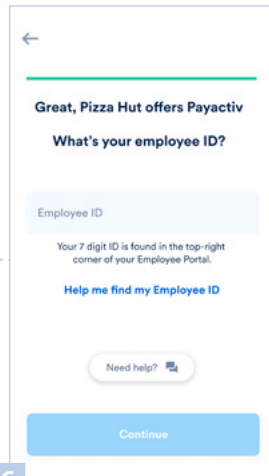 Great, Pizza Hut offers Payactiv
What's your employee ID?
Employee ID
Your 7 digit ID is found in the top-right
corner of your Employee Portal.
Help me find my Employee ID
Need help?
Continue